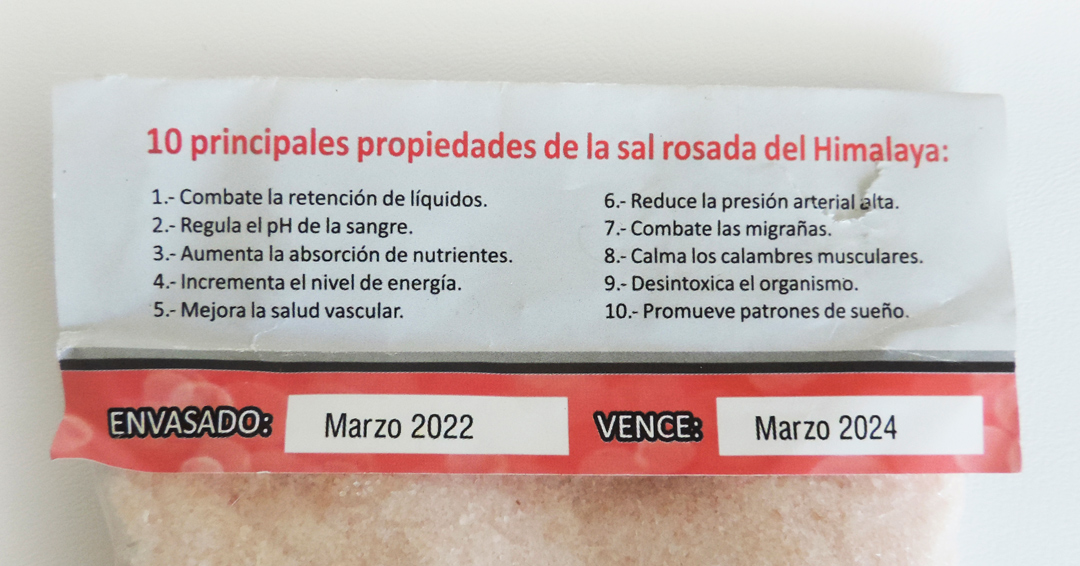 10 principales propiedades de la sal rosada del Himalaya:
1.- Combate la retención de líquidos.
2.- Regula el pH de la sangre.
3.- Aumenta la absorción de nutrientes.
4.- Incrementa el nivel de energía.
5.- Mejora la salud vascular.
6.- Reduce la presión arterial alta.
7.- Combate las migrañas.
8.- Calma los calambres musculares.
9.- Desintoxica el organismo.
10.- Promueve patrones de sueño.
ENVASADO: Marzo 2022 VENCE: Marzo 2024